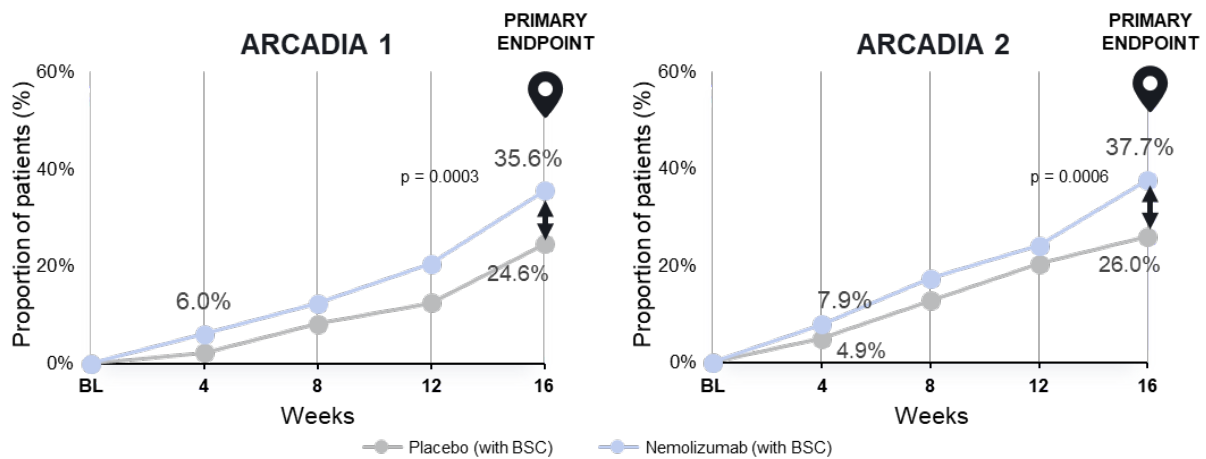 ARCADIA 1
PRIMARY
ENDPOINT
Proportion of patients (%)
60%
40%
20%
0%
35.6%
p = 0.0003
24.6%
6.0%
BL 4 8 12 16
Weeks
ARCADIA 2
PRIMARY
ENDPOINT
Proportion of patients (%)
60%
40%
20%
0%
37.7%
p = 0.0006
26.0%
7.9%
4.9%
BL 4 8 12 16
Weeks
Placebo (with BSC) Nemolizumab (with BSC)